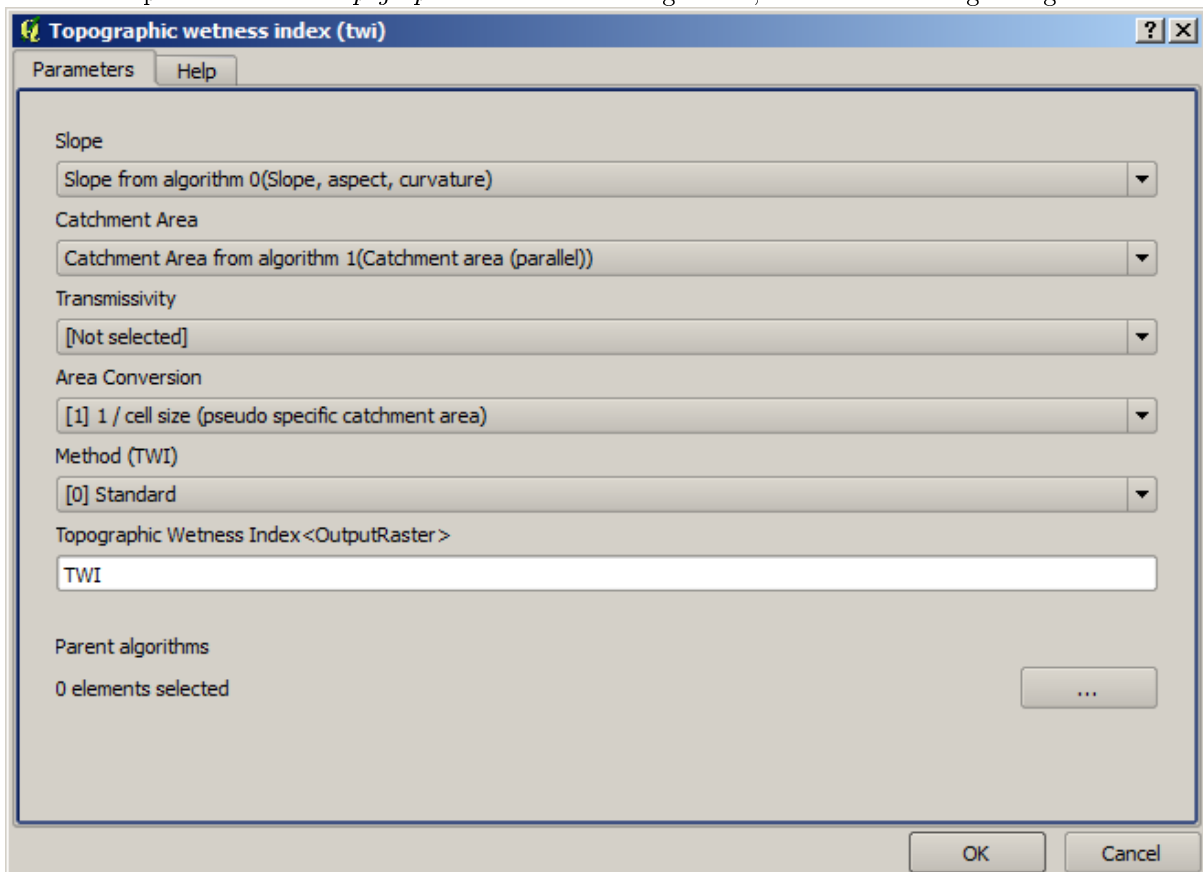 Topographic wetness index (twi)
Parameters Help
Slope
Slope from algorithm 0(Slope, aspect, curvature)
Catchment Area
Catchment Area from algorithm 1(Catchment area (parallel))
Transmissivity
[Not selected]
Area Conversion
[1] 1 / cell size (pseudo specific catchment area)
Method (TWI)
[0] Standard
Topographic Wetness Index<OutputRaster>
TWI
Parent algorithms
0 elements selected ...
OK Cancel